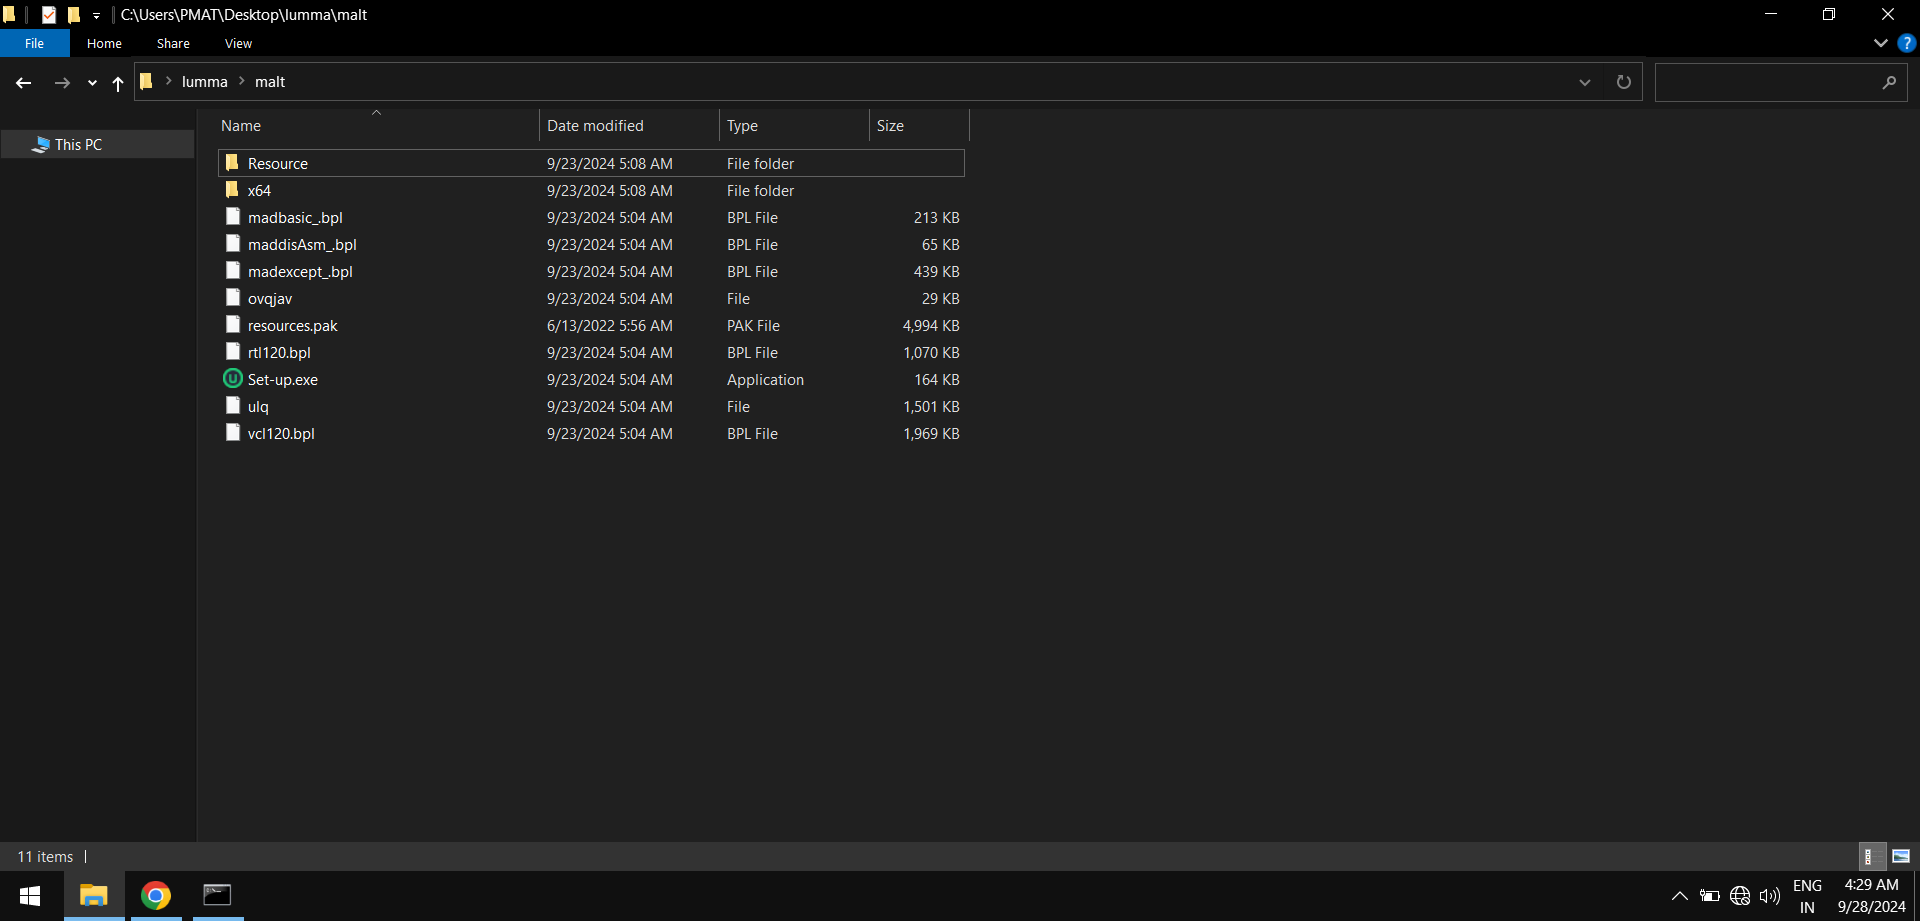 C:\Users\PMAT\Desktop\lumma\malt
File Home Share View
lumma malt
Name Date modified Type Size
This PC
Resource 9/23/2024 5:08 AM File folder
x64 9/23/2024 5:08 AM File folder
madbasic_.bpl 9/23/2024 5:04 AM BPL File 213 KB
maddisAsm_.bpl 9/23/2024 5:04 AM BPL File 65 KB
madexcept_.bpl 9/23/2024 5:04 AM BPL File 439 KB
ovqjav 9/23/2024 5:04 AM File 29 KB
resources.pak 6/13/2022 5:56 AM PAK File 4,994 KB
rtl120.bpl 9/23/2024 5:04 AM BPL File 1,070 KB
Set-up.exe 9/23/2024 5:04 AM Application 164 KB
ulq 9/23/2024 5:04 AM File 1,501 KB
vcl120.bpl 9/23/2024 5:04 AM BPL File 1,969 KB
11 items
ENG 4:29 AM
IN 9/28/2024